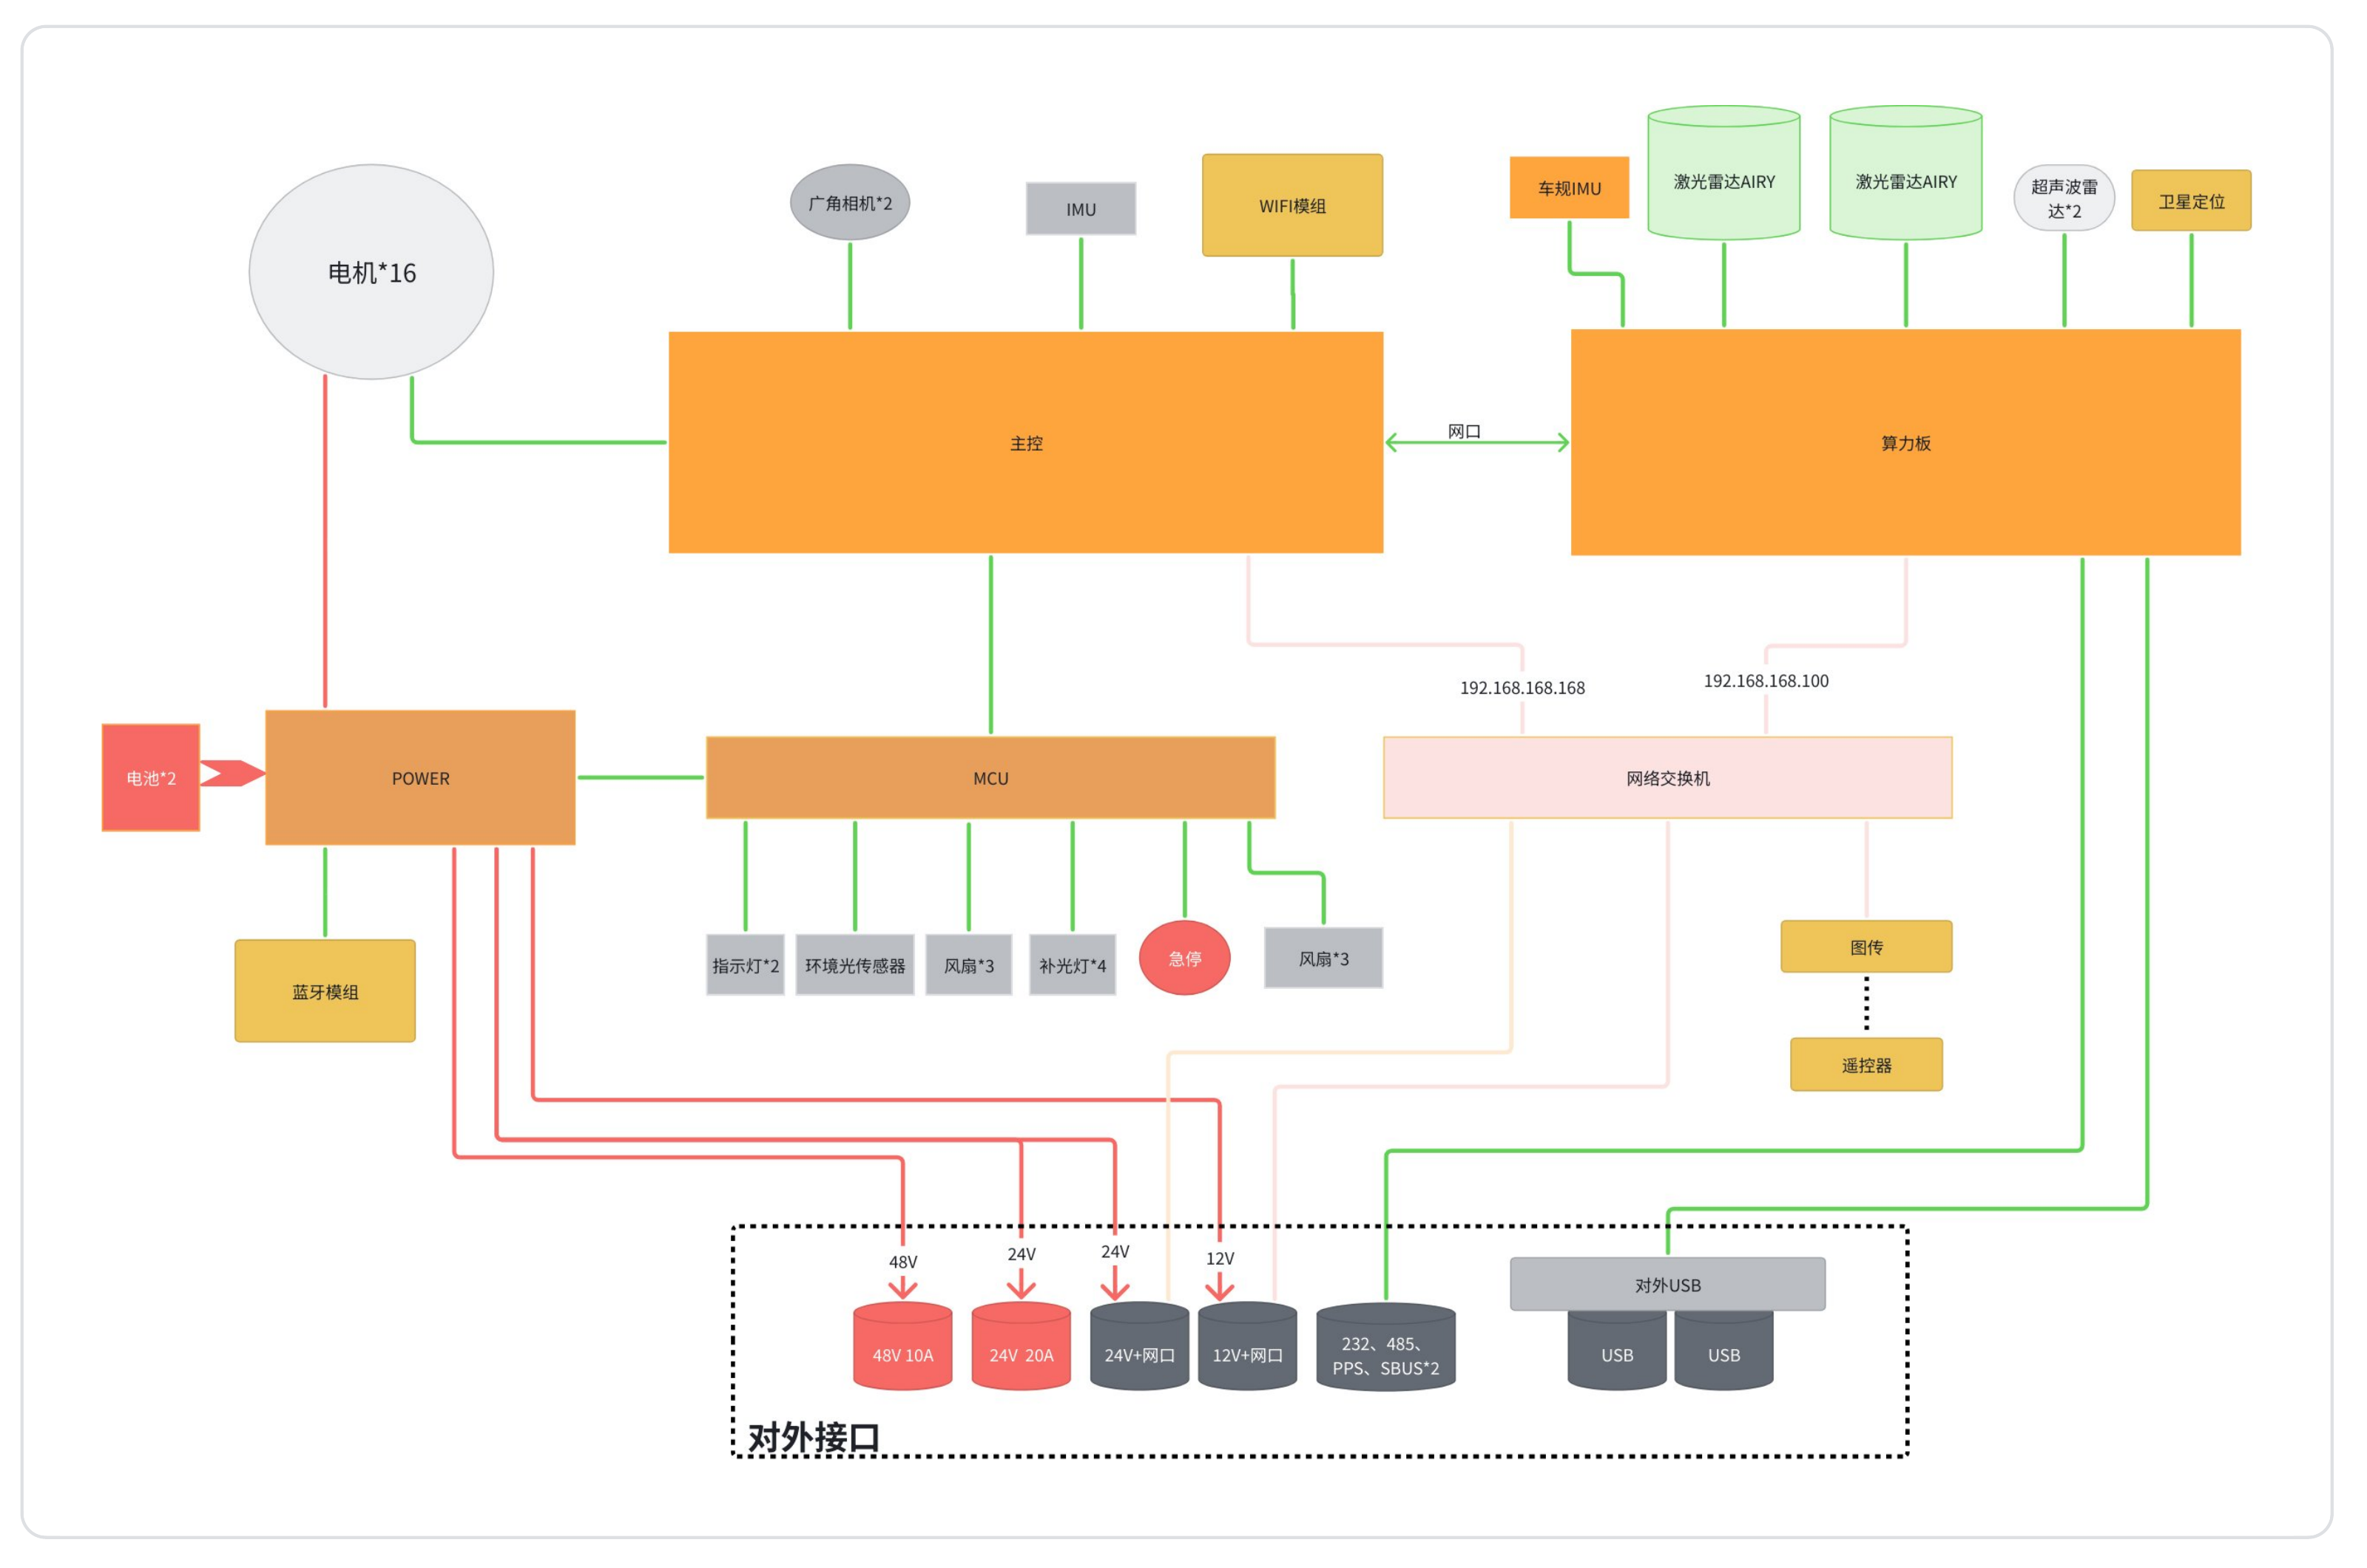 广角相机*2
IMU
WIFI模组
车规IMU
激光雷达AIRY
激光雷达AIRY
超声波雷
达*2
卫星定位
电机*16
主控
网口
算力板
192.168.168.168
192.168.168.100
电池*2
POWER
MCU
网络交换机
蓝牙模组
指示灯*2
环境光传感器
风扇*3
补光灯*4
急停
风扇*3
图传
遥控器
48V
24V
24V
12V
48V 10A
24V 20A
24V+网口
12V+网口
232、485、
PPS、SBUS*2
对外USB
USB
USB
对外接口